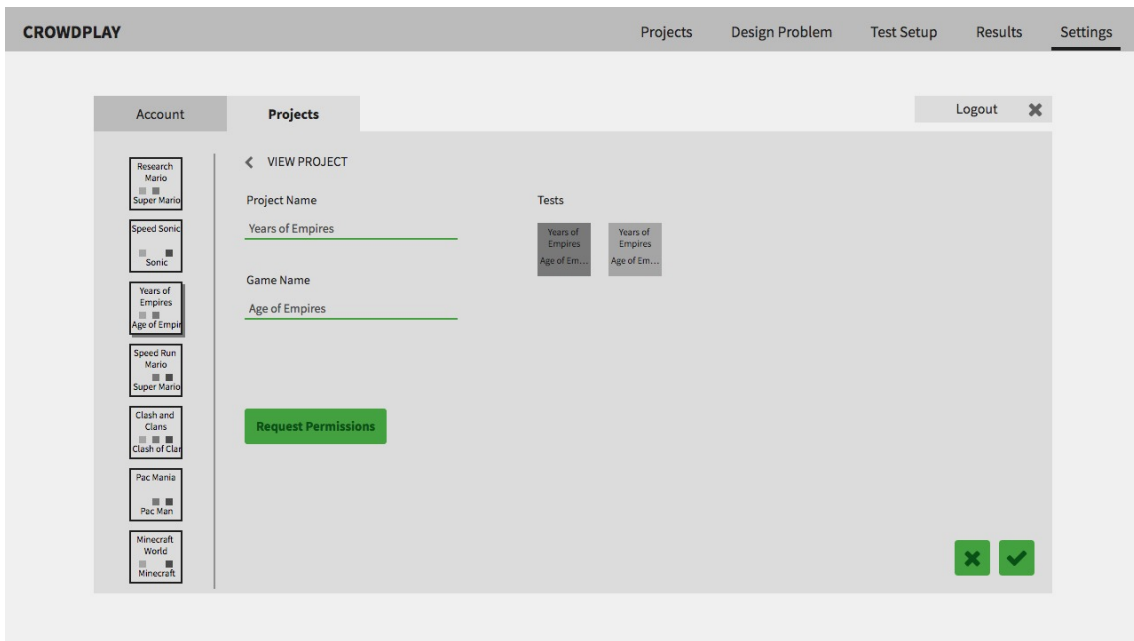 CROWDPLAY
Projects
Design Problem
Test Setup
Results
Settings
Account
Projects
Logout
Research
Mario
Super Mario
Speed Sonic
Sonic
Years of
Empires
Age of Empir
Speed Run
Mario
Super Mario
Clash and
Clans
Clash of Clan
Pac Mania
Pac Man
Minecraft
World
Minecraft
VIEW PROJECT
Project Name
Years of Empires
Game Name
Age of Empires
Request Permissions
Tests
Years of
Empires
Age of Em...
Years of
Empires
Age of Em...